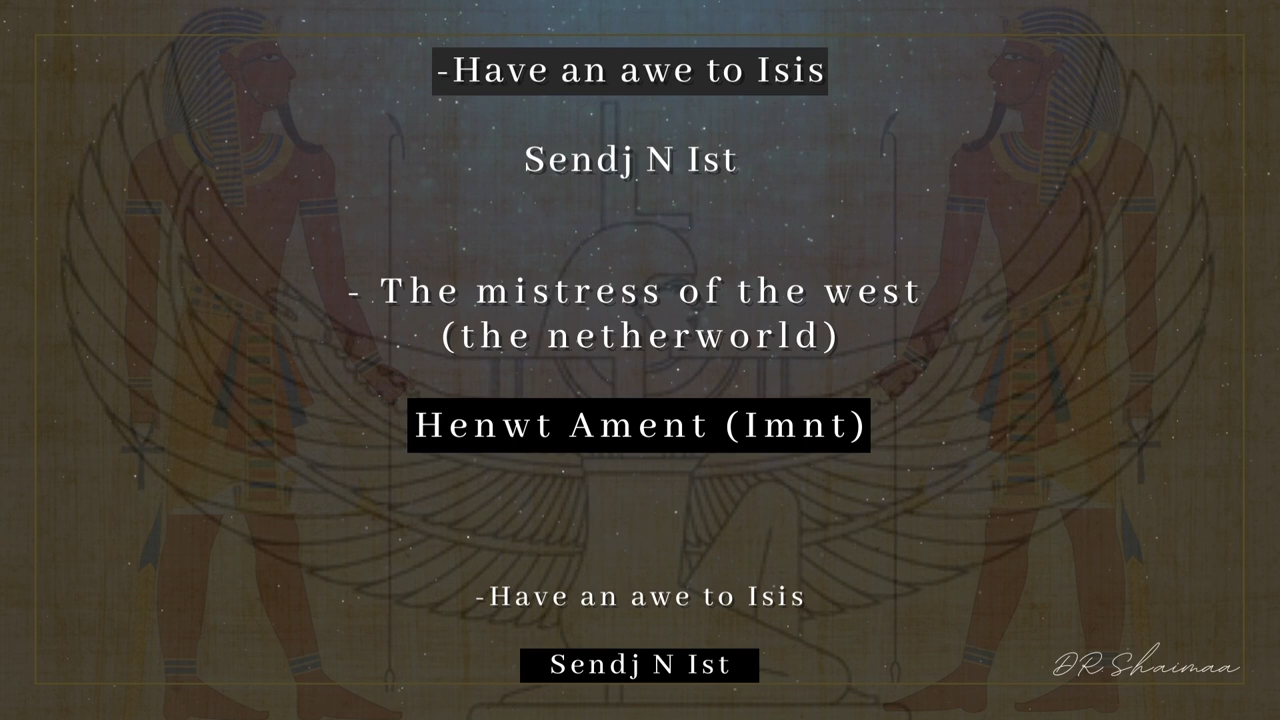 -Have an awe to Isis
Sendj N Ist
- The mistress of the west
(the netherworld)
Henwt Ament (Imnt)
-Have an awe to Isis
Sendj N Ist
DR.Shaimaa